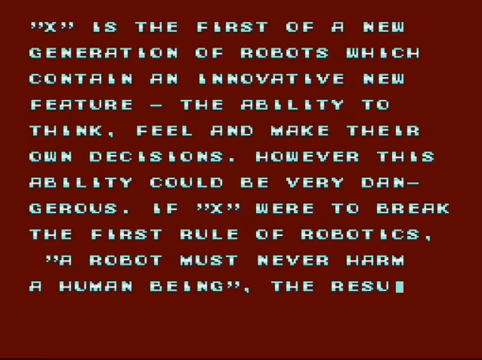 "X" IS THE FIRST OF A NEW
GENERATION OF ROBOTS WHICH
CONTAIN AN INNOVATIVE NEW
FEATURE – THE ABILITY TO
THINK, FEEL AND MAKE THEIR
OWN DECISIONS. HOWEVER THIS
ABILITY COULD BE VERY DAN–
GEROUS. IF "X" WERE TO BREAK
THE FIRST RULE OF ROBOTICS,
"A ROBOT MUST NEVER HARM
A HUMAN BEING", THE RESU